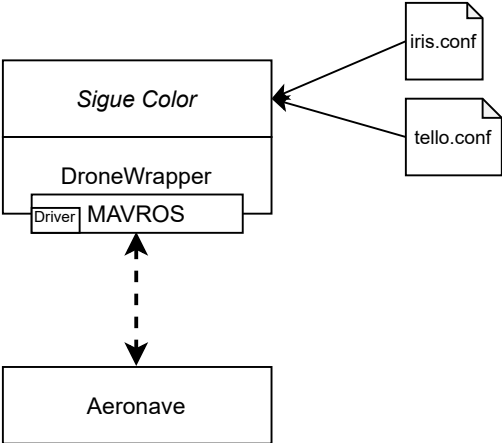 iris.conf
Sigue Color
tello.conf
DroneWrapper
Driver MAVROS
Aeronave